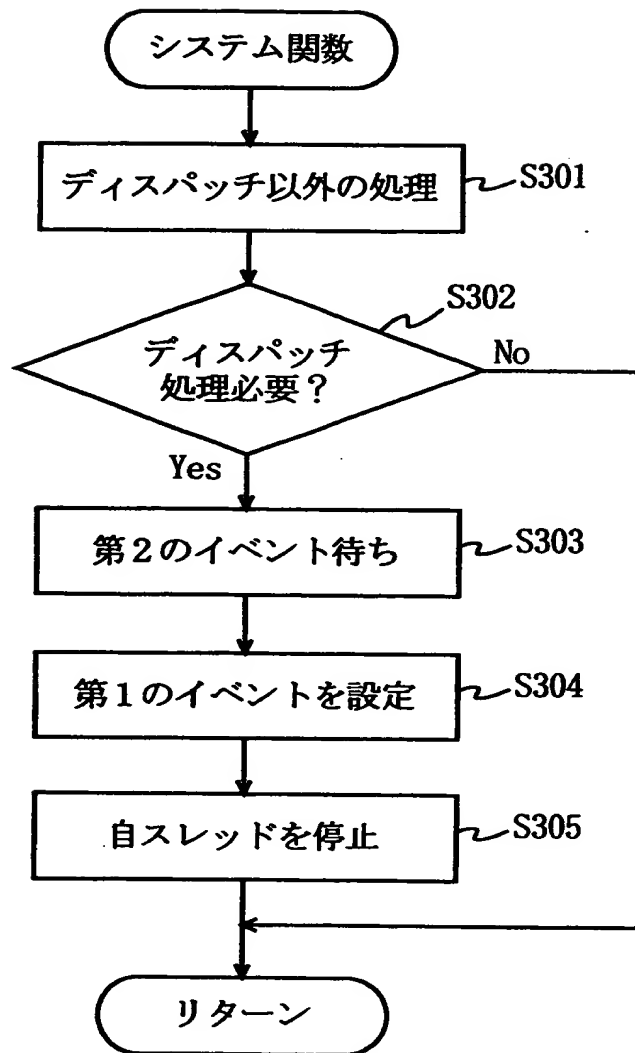 システム関数
ディスパッチ以外の処理
S301
S302
ディスパッチ
処理必要？
No
Yes
第２のイベント待ち
S303
第１のイベントを設定
S304
自スレッドを停止
S305
リターン